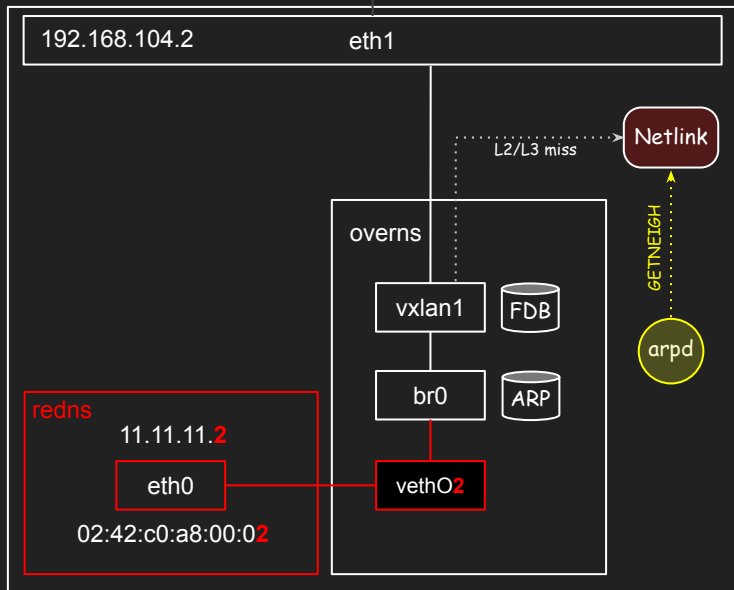 192.168.104.2
eth1
Netlink
L2/L3 miss
GETNEIGH
overns
vxlan1
FDB
arpd
br0
ARP
redns
11.11.11.2
eth0
vethO2
02:42:c0:a8:00:02